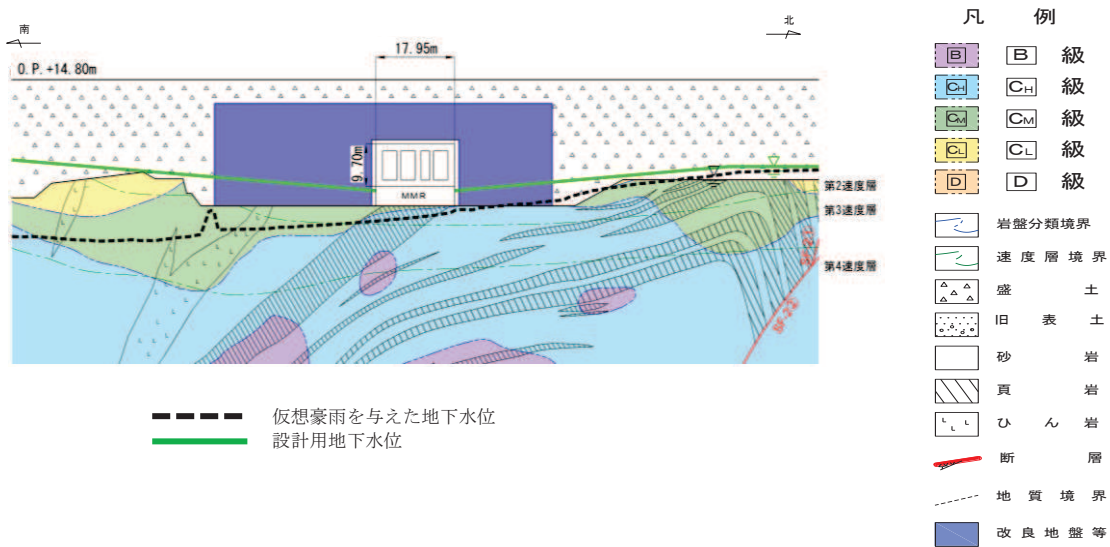 南
北
17.95m
O.P.+14.80m
9.70m
MMR
第2速度層
第3速度層
第4速度層
仮想豪雨を与えた地下水位
設計用地下水位
凡 例
B B 級
CH CH 級
CM CM 級
CL CL 級
D D 級
岩盤分類境界
速度層境界
盛 土
旧 表 土
砂 岩
頁 岩
ひ ん 岩
断 層
地 質 境 界
改 良 地 盤 等